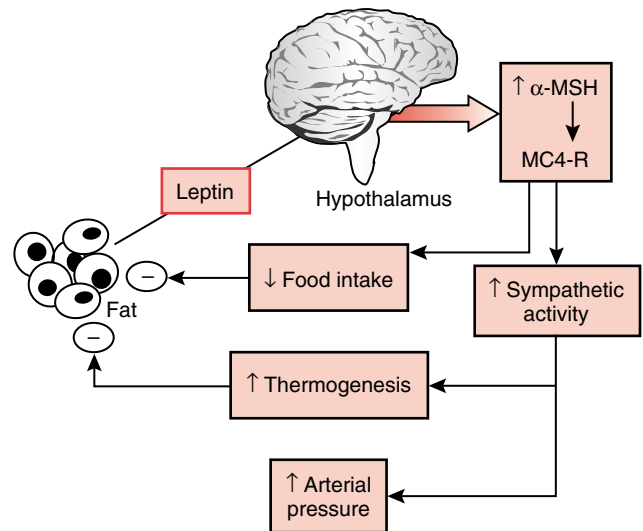 ↑ α-MSH
MC4-R
Hypothalamus
Leptin
Fat
−
↓ Food intake
↑ Sympathetic
activity
−
↑ Thermogenesis
↑ Arterial
pressure